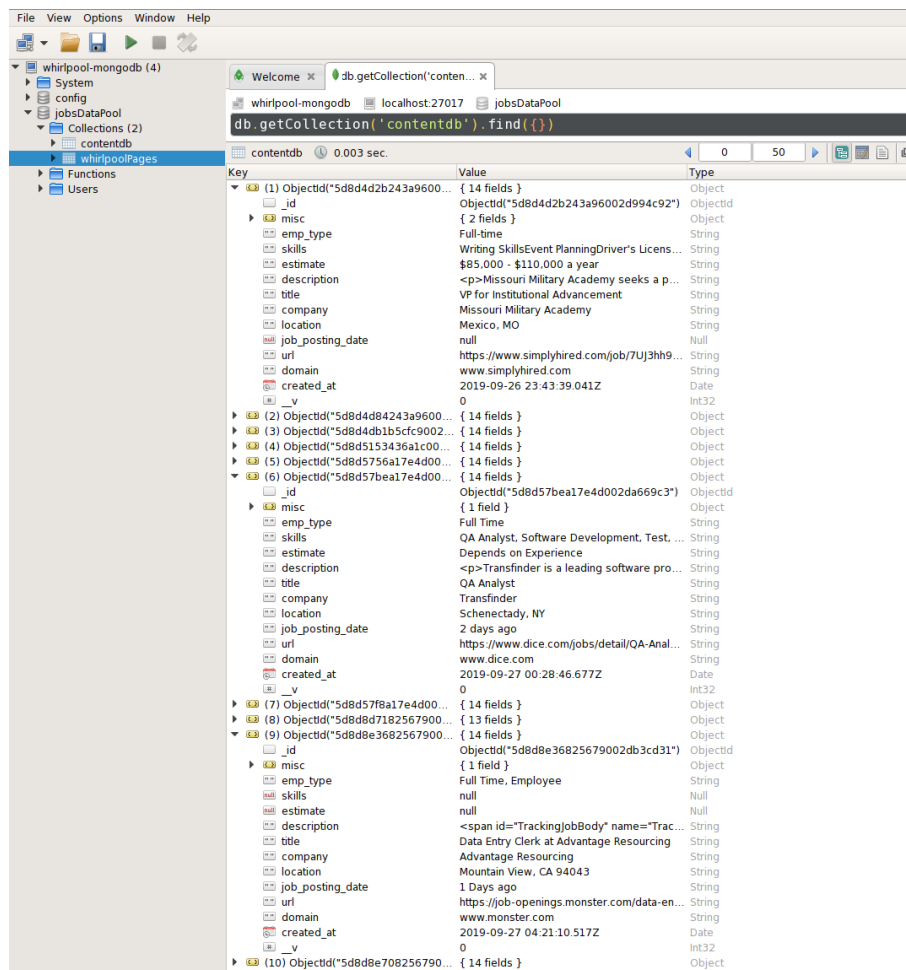 File View Options Window Help
whirlpool-mongodb (4)
System
config
jobsDataPool
Collections (2)
contentdb
whirlpoolPages
Functions
Users
Welcome × db.getCollection('conten... ×
whirlpool-mongodb localhost:27017 jobsDataPool
db.getCollection('contentdb').find({})
contentdb 0.003 sec. 0 50
Key Value Type
(1) ObjectId("5d8d4d2b243a9600... { 14 fields } Object
_id ObjectId("5d8d4d2b243a96002d994c92") ObjectId
misc { 2 fields } Object
emp_type Full-time String
skills Writing SkillsEvent PlanningDriver's Licens... String
estimate $85,000 - $110,000 a year String
description <p>Missouri Military Academy seeks a p... String
title VP for Institutional Advancement String
company Missouri Military Academy String
location Mexico, MO String
job_posting_date null Null
url https://www.simplyhired.com/job/7UJ3hh9... String
domain www.simplyhired.com String
created_at 2019-09-26 23:43:39.041Z Date
__v 0 Int32
(2) ObjectId("5d8d4d84243a9600... { 14 fields } Object
(3) ObjectId("5d8d4db1b5cfc9002... { 14 fields } Object
(4) ObjectId("5d8d5153436a1c00... { 14 fields } Object
(5) ObjectId("5d8d5756a17e4d00... { 14 fields } Object
(6) ObjectId("5d8d57bea17e4d00... { 14 fields } Object
_id ObjectId("5d8d57bea17e4d002da669c3") ObjectId
misc { 1 field } Object
emp_type Full Time String
skills QA Analyst, Software Development, Test, ... String
estimate Depends on Experience String
description <p>Transfinder is a leading software pro... String
title QA Analyst String
company Transfinder String
location Schenectady, NY String
job_posting_date 2 days ago String
url https://www.dice.com/jobs/detail/QA-Anal... String
domain www.dice.com String
created_at 2019-09-27 00:28:46.677Z Date
__v 0 Int32
(7) ObjectId("5d8d57f8a17e4d00... { 14 fields } Object
(8) ObjectId("5d8d8d7182567900... { 13 fields } Object
(9) ObjectId("5d8d8e3682567900... { 14 fields } Object
_id ObjectId("5d8d8e36825679002db3cd31") ObjectId
misc { 1 field } Object
emp_type Full Time, Employee String
skills null Null
estimate null Null
description <span id="TrackingJobBody" name="Trac... String
title Data Entry Clerk at Advantage Resourcing String
company Advantage Resourcing String
location Mountain View, CA 94043 String
job_posting_date 1 Days ago String
url https://job-openings.monster.com/data-en... String
domain www.monster.com String
created_at 2019-09-27 04:21:10.517Z Date
__v 0 Int32
(10) ObjectId("5d8d8e708256790... { 14 fields } Object